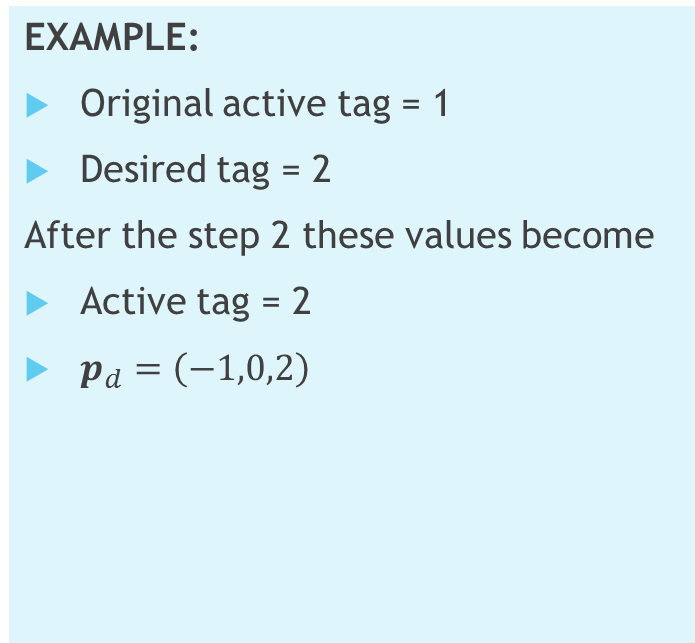 EXAMPLE:
▶ Original active tag = 1
▶ Desired tag = 2
After the step 2 these values become
▶ Active tag = 2
▶ 𝒑𝑑 = (−1,0,2)